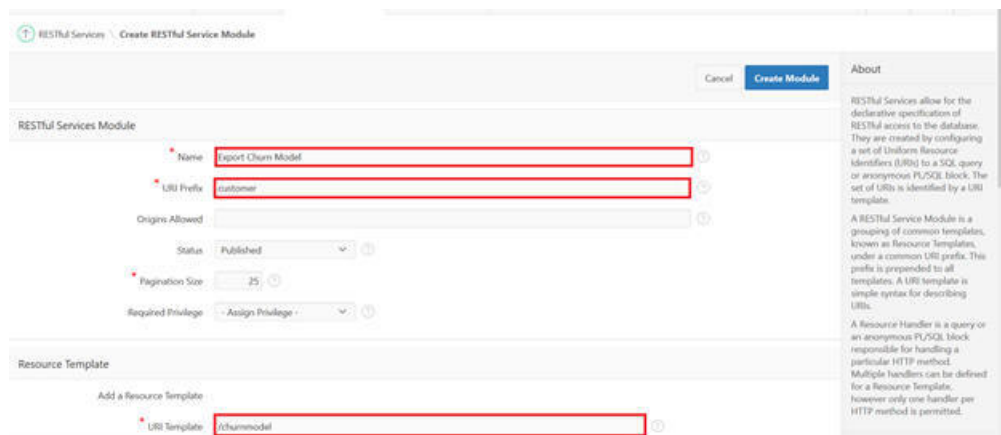 RESTful Services \ Create RESTful Service Module
Cancel
Create Module
RESTful Services Module
* Name Export Churn Model
* URI Prefix customer
Origins Allowed
Status Published
* Pagination Size 25
Required Privilege - Assign Privilege -
Resource Template
Add a Resource Template
* URI Template /churnmodel
About
RESTful Services allow for the
declarative specification of
RESTful access to the database.
They are created by configuring
a set of Uniform Resource
Identifiers (URIs) to a SQL query
or anonymous PL/SQL block. The
set of URIs is identified by a URI
template.
A RESTful Service Module is a
grouping of common templates,
known as Resource Templates,
under a common URI prefix. This
prefix is prepended to all
templates. A URI template is
simple syntax for describing
URIs.
A Resource Handler is a query or
an anonymous PL/SQL block
responsible for handling a
particular HTTP method.
Multiple handlers can be defined
for a Resource Template,
however only one handler per
HTTP method is permitted.